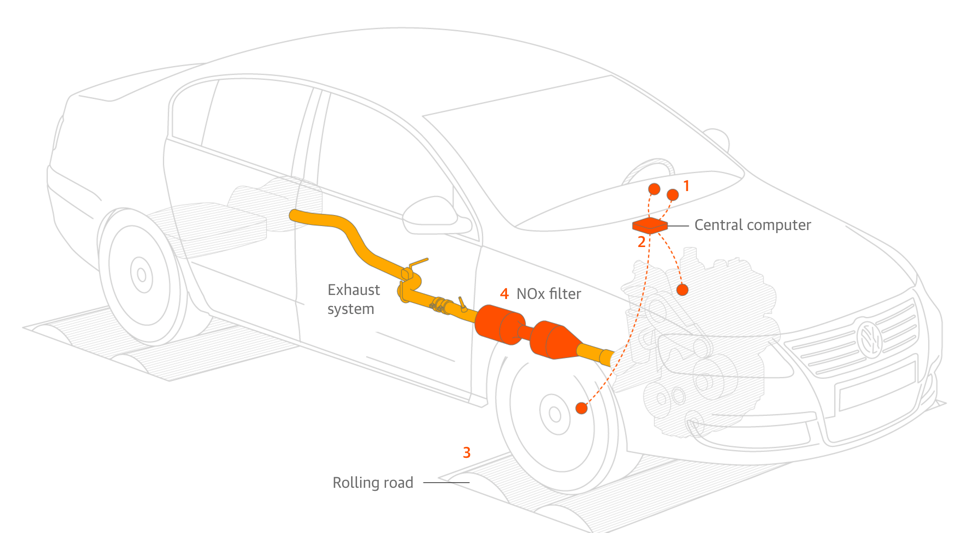 1
Central computer
2
4 NOx filter
Exhaust
system
3
Rolling road